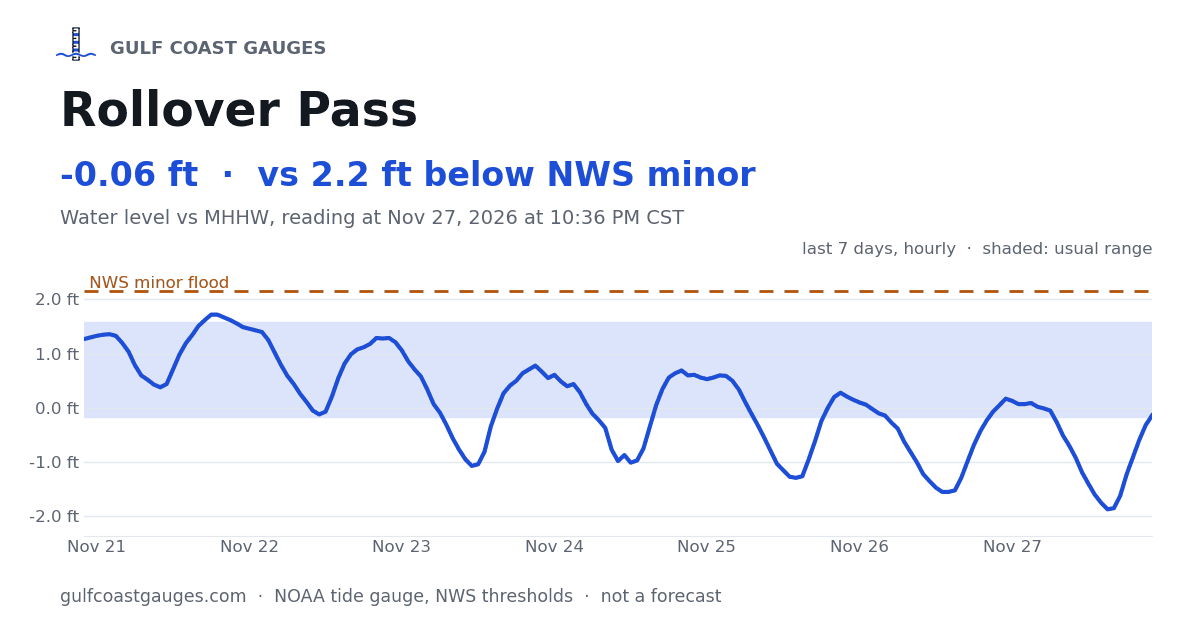 GULF COAST GAUGES
Rollover Pass
-0.06 ft · vs 2.2 ft below NWS minor
Water level vs MHHW, reading at Nov 27, 2026 at 10:36 PM CST
last 7 days, hourly · shaded: usual range
NWS minor flood
2.0 ft
1.0 ft
0.0 ft
-1.0 ft
-2.0 ft
Nov 21 Nov 22 Nov 23 Nov 24 Nov 25 Nov 26 Nov 27
gulfcoastgauges.com · NOAA tide gauge, NWS thresholds · not a forecast